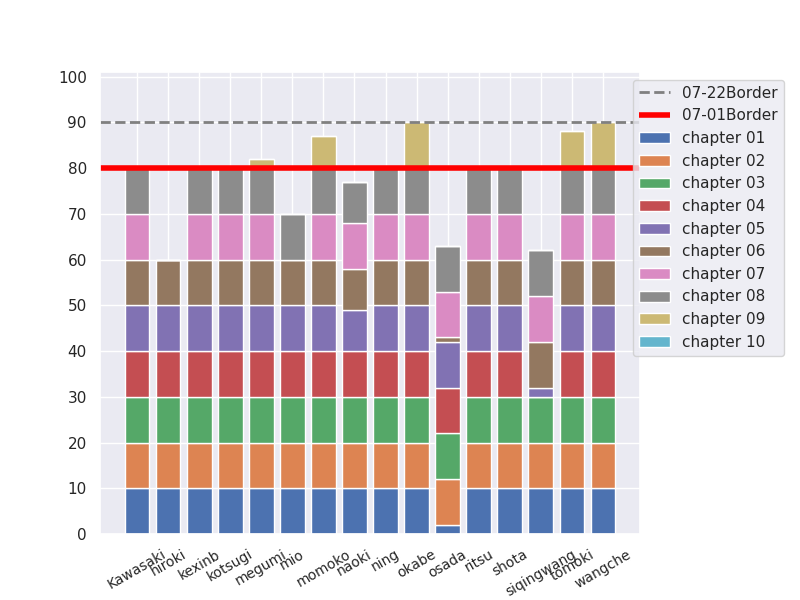 100
90
80
70
60
50
40
30
20
10
0
Kawasaki
hiroki
kexinb
kotsugi
megumi
mio
momoko
naoki
ning
okabe
osada
ritsu
shota
siqingwang
tomoki
wangche
07-22Border
07-01Border
chapter 01
chapter 02
chapter 03
chapter 04
chapter 05
chapter 06
chapter 07
chapter 08
chapter 09
chapter 10